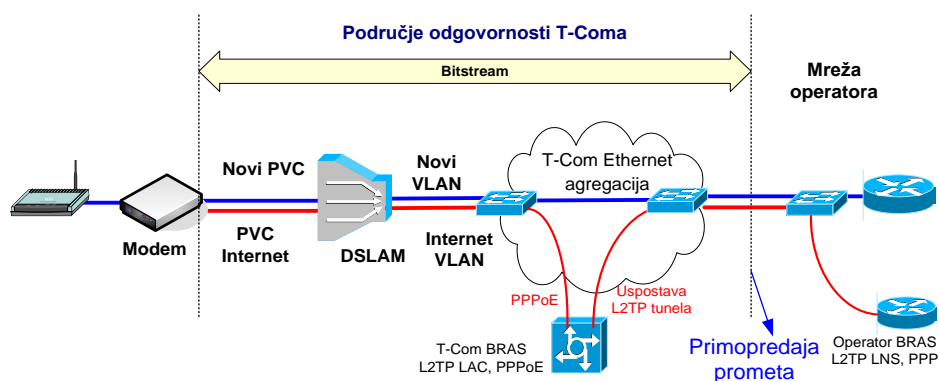 Područje odgovornosti T-Coma
Bitstream
Mreža
operatora
Novi PVC
Novi
VLAN
T-Com Ethernet
agregacija
Modem
PVC
Internet
DSLAM
Internet
VLAN
PPPoE
Uspostava
L2TP tunela
T-Com BRAS
L2TP LAC, PPPoE
Primopredaja
prometa
Operator BRAS
L2TP LNS, PPP